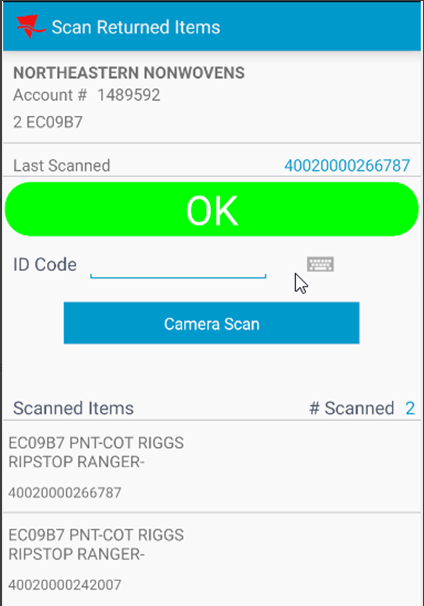 Scan Returned Items
NORTHEASTERN NONWOVENS
Account # 1489592
2 EC09B7
Last Scanned 40020000266787
OK
ID Code
Camera Scan
Scanned Items # Scanned 2
EC09B7 PNT-COT RIGGS
RIPSTOP RANGER-
40020000266787
EC09B7 PNT-COT RIGGS
RIPSTOP RANGER-
40020000242007